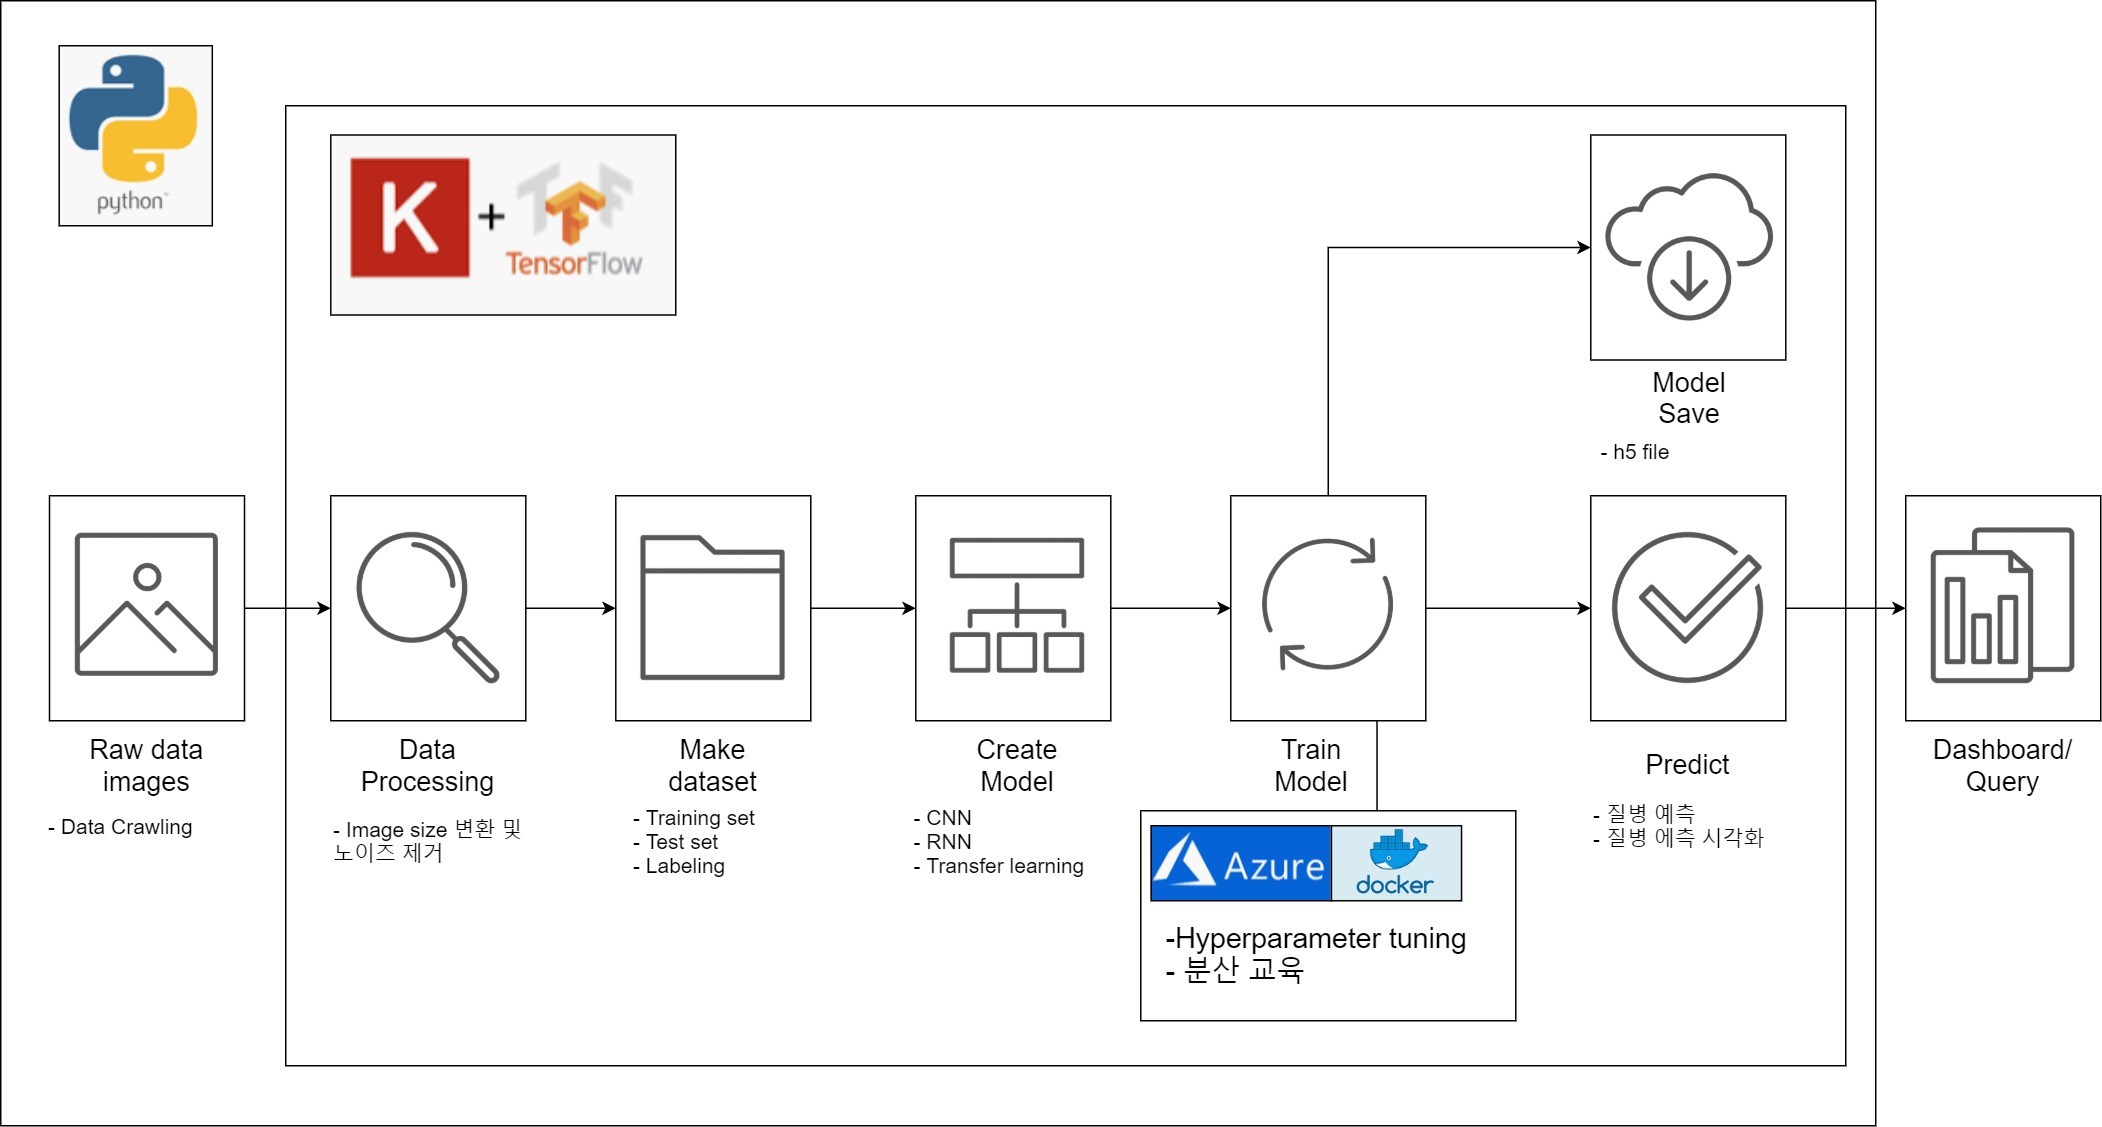 python™
K
+
TensorFlow
Model
Save
- h5 file
Raw data
images
- Data Crawling
Data
Processing
- Image size 변환 및
노이즈 제거
Make
dataset
- Training set
- Test set
- Labeling
Create
Model
- CNN
- RNN
- Transfer learning
Train
Model
Azure
docker
-Hyperparameter tuning
- 분산 교육
Predict
- 질병 예측
- 질병 에측 시각화
Dashboard/
Query